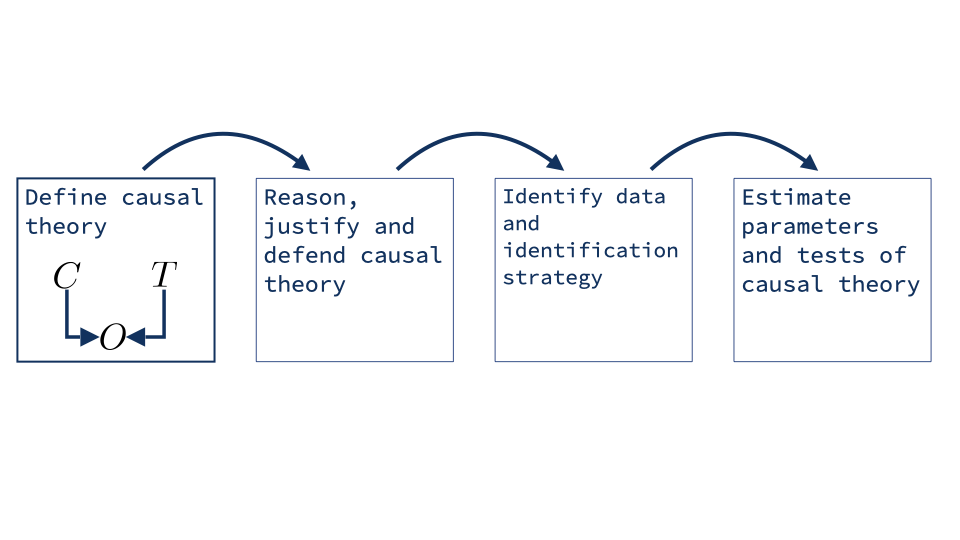 Define causal
theory
C T
O
Reason,
justify and
defend causal
theory
Identify data
and
identification
strategy
Estimate
parameters
and tests of
causal theory